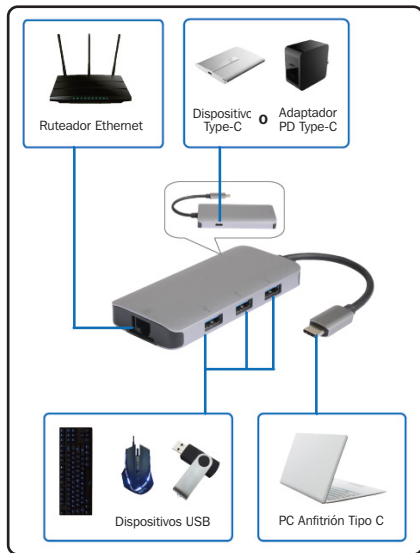 Ruteador Ethernet
Dispositivo
Type-C
o
Adaptador
PD Type-C
Dispositivos USB
PC Anfitrión Tipo C